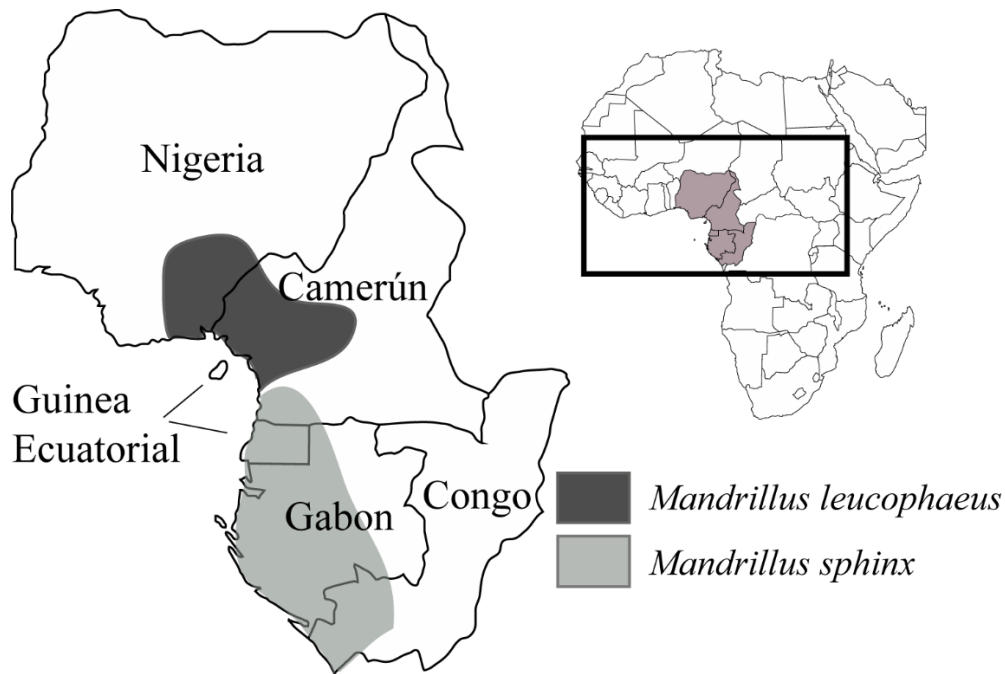 Nigeria
Camerún
Guinea
Ecuatorial
Gabon
Congo
Mandrillus leucophaeus
Mandrillus sphinx